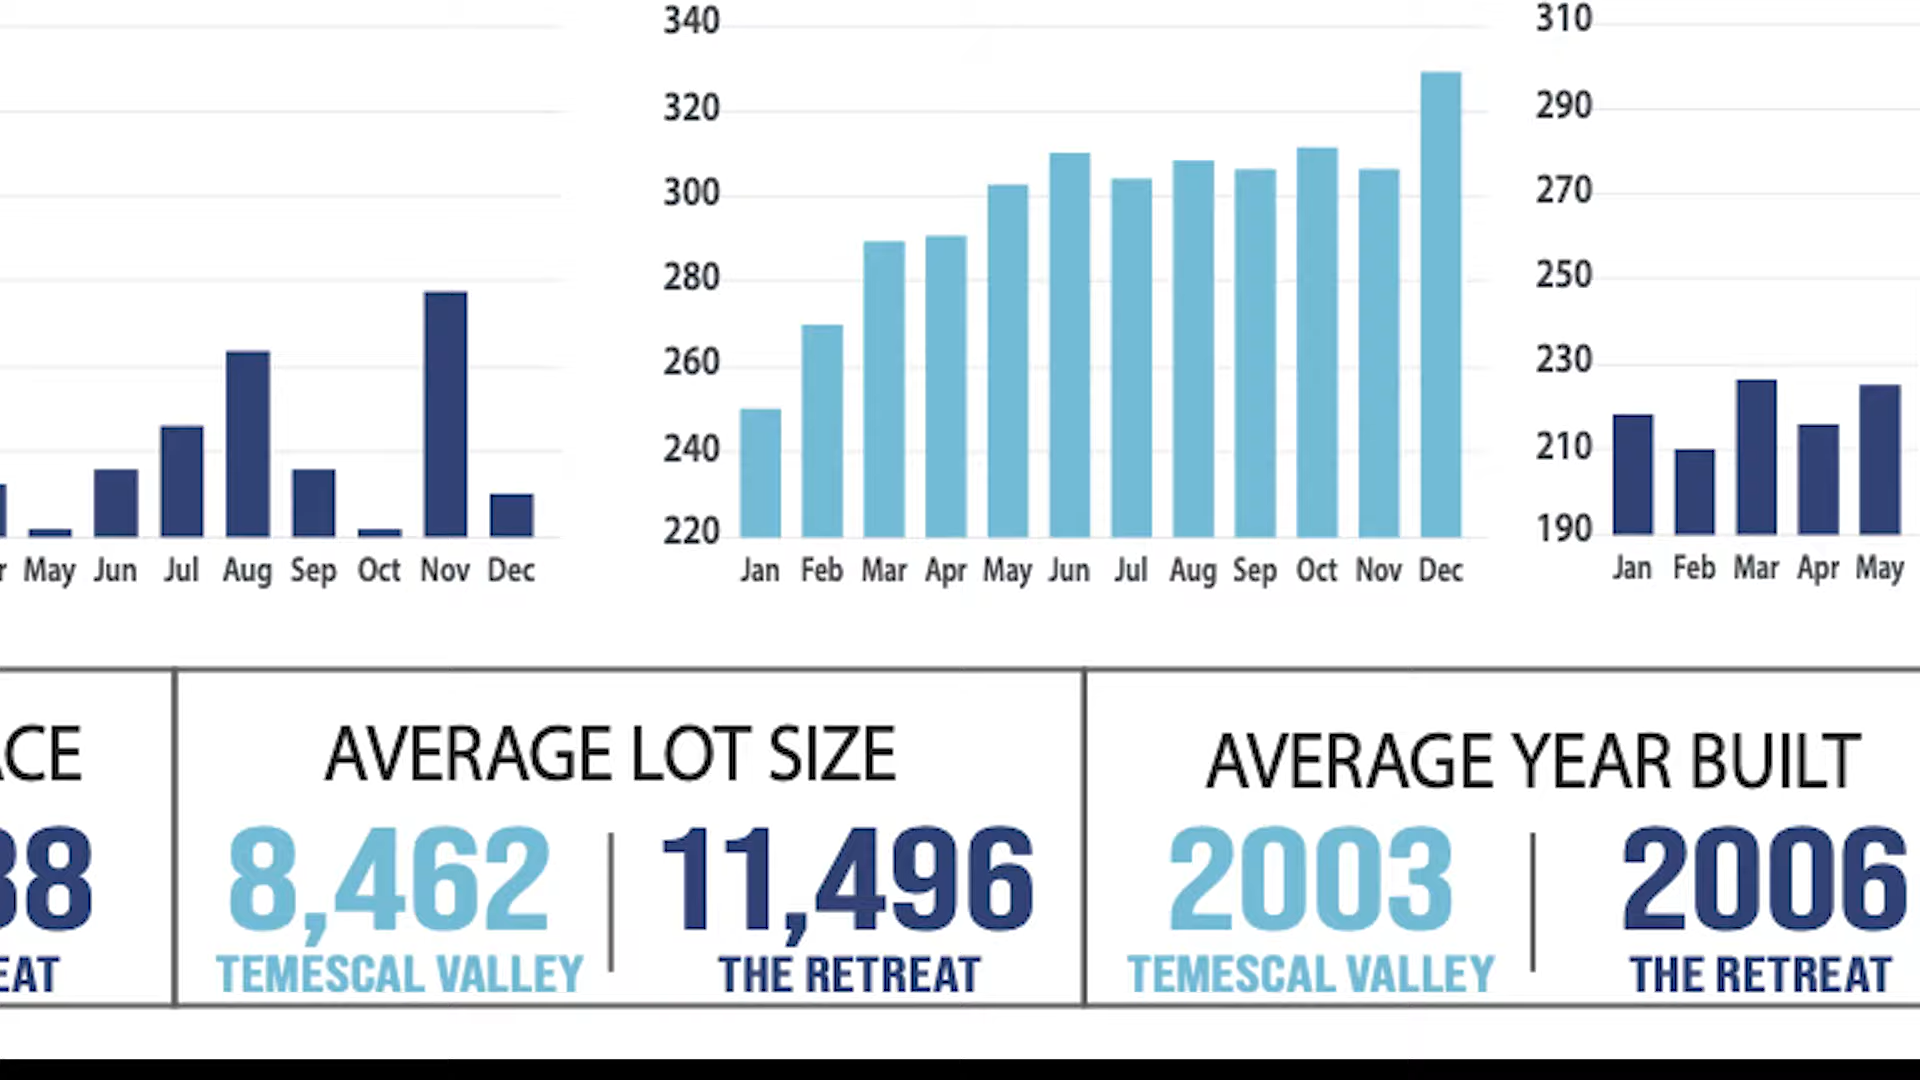 340
320
300
280
260
240
220
310
290
270
250
230
210
190
May Jun Jul Aug Sep Oct Nov Dec
Jan Feb Mar Apr May Jun Jul Aug Sep Oct Nov Dec
Jan Feb Mar Apr May
AVERAGE LOT SIZE
8,462
TEMESCAL VALLEY
11,496
THE RETREAT
AVERAGE YEAR BUILT
2003
TEMESCAL VALLEY
2006
THE RETREAT